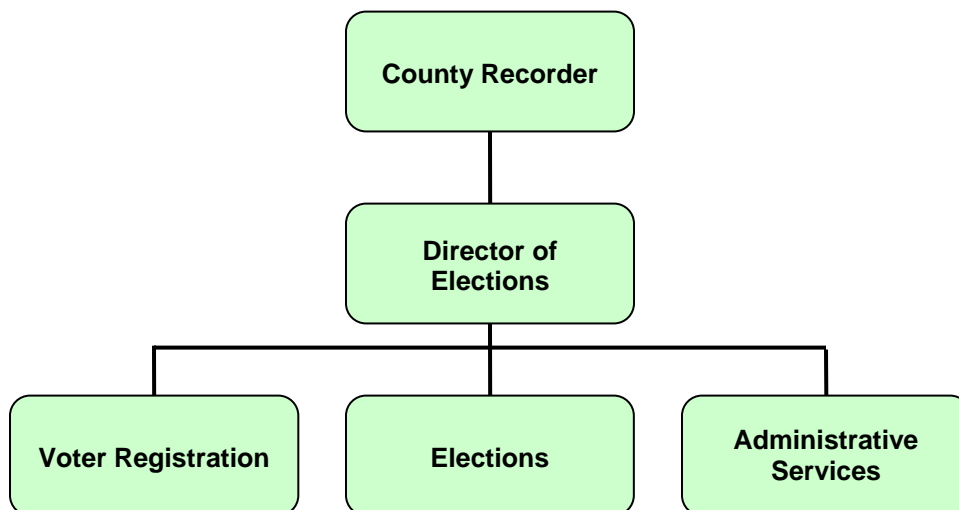 County Recorder
Director of
Elections
Voter Registration
Elections
Administrative
Services